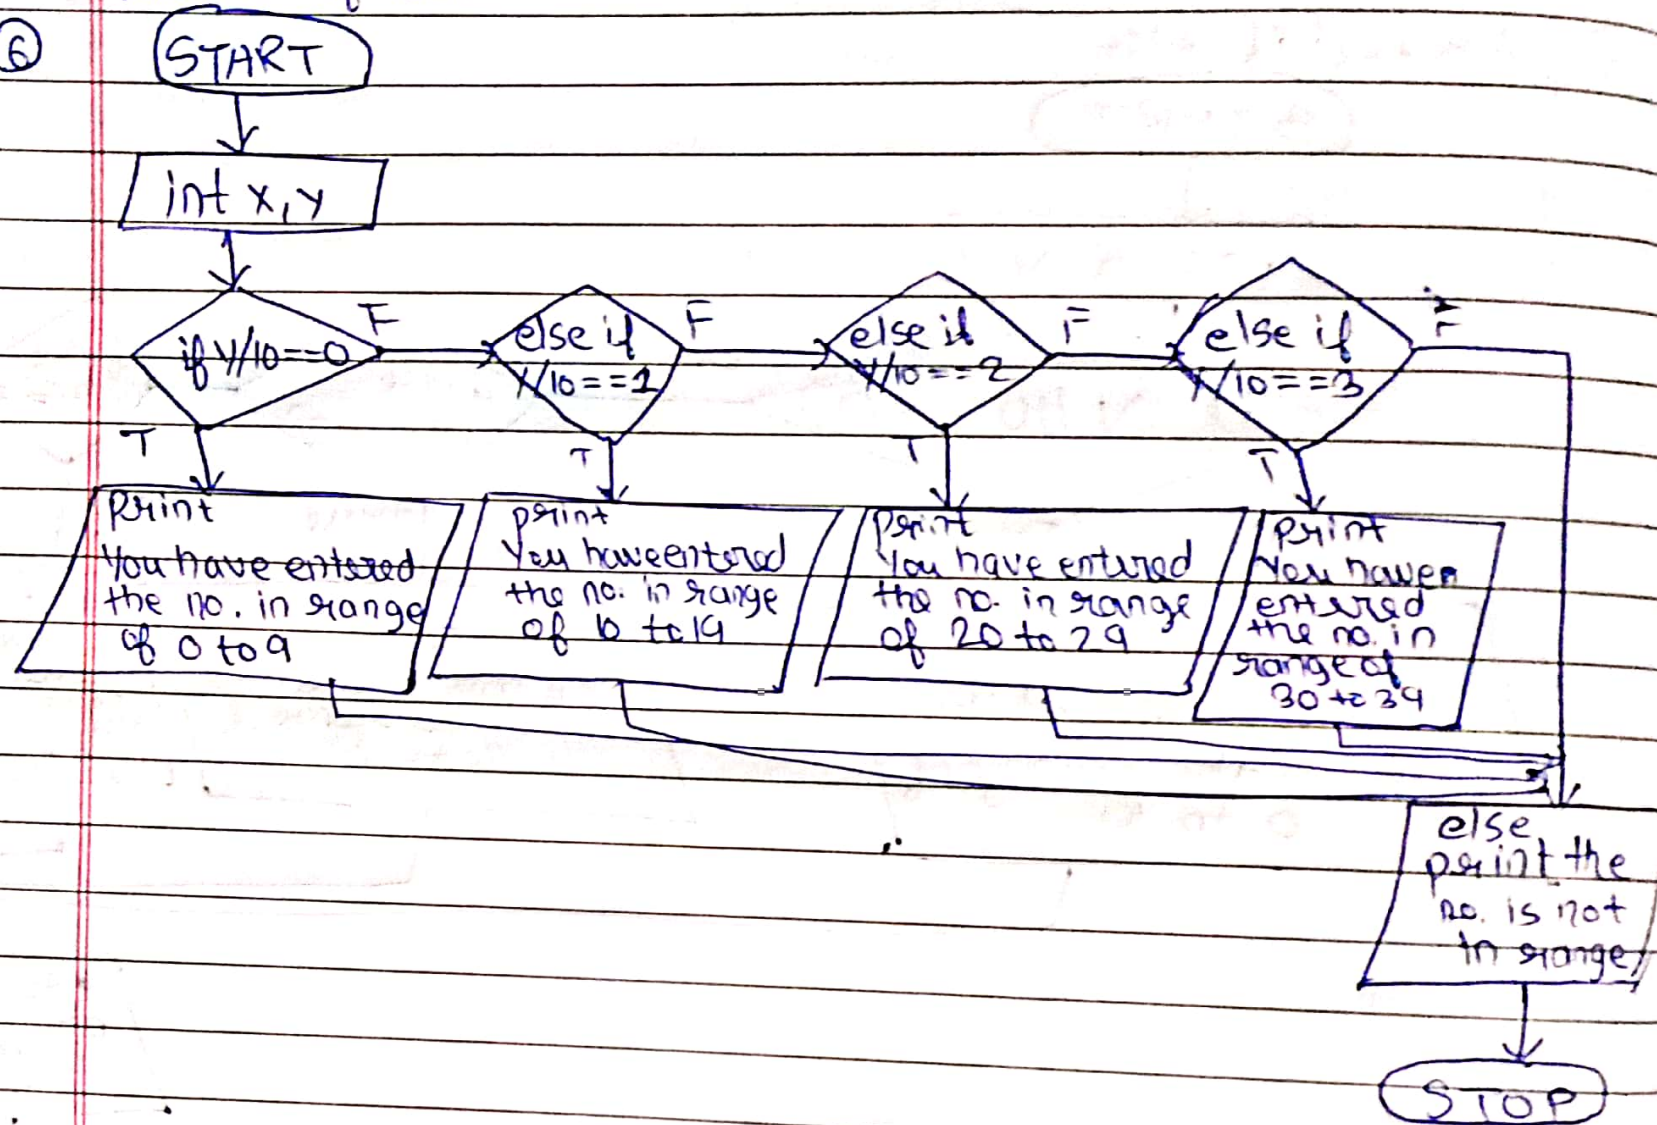 6
START
int x, y
if y/10==0
F
T
else if
y/10==1
F
T
else if
y/10==2
F
T
else if
y/10==3
F
T
print
You have entered
the no. in range
of 0 to 9
print
You have entered
the no. in range
of 10 to 19
print
You have entered
the no. in range
of 20 to 29
print
You have
entered
the no. in
range of
30 to 39
else
print the
no. is not
in range
STOP